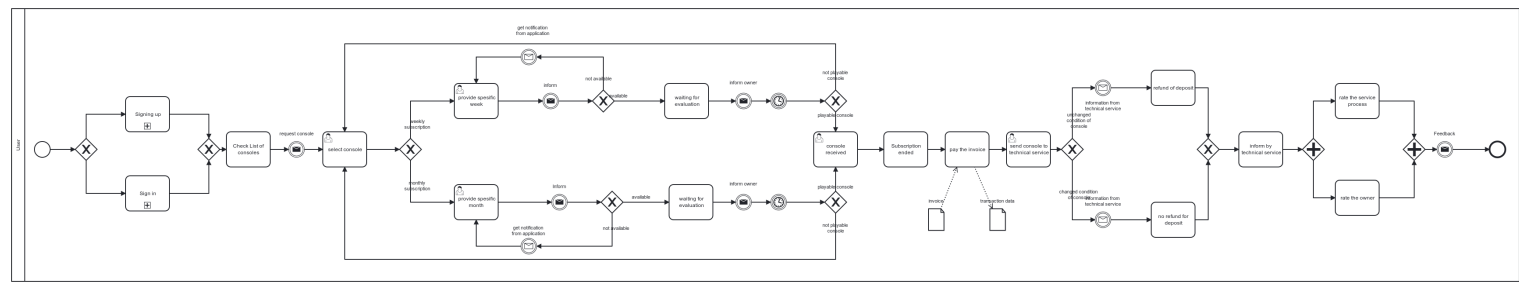 User
Signing up
Sign in
Check List of
consoles
request console
select console
weekly
subscription
monthly
subscription
get notification
from application
provide spesific
week
inform
not available
available
waiting for
evaluation
inform owner
not playable
console
playable console
provide spesific
month
Inform
available
not available
get notification
from application
waiting for
evaluation
inform owner
playable console
not playable
console
console
received
Subscription
ended
pay the invoice
invoice
transaction data
send console to
technical service
unchanged
condition of
console
changed condition
of console
information from
technical service
information from
technical service
refund of deposit
no refund for
deposit
inform by
technical service
rate the service
process
rate the owner
Feedback